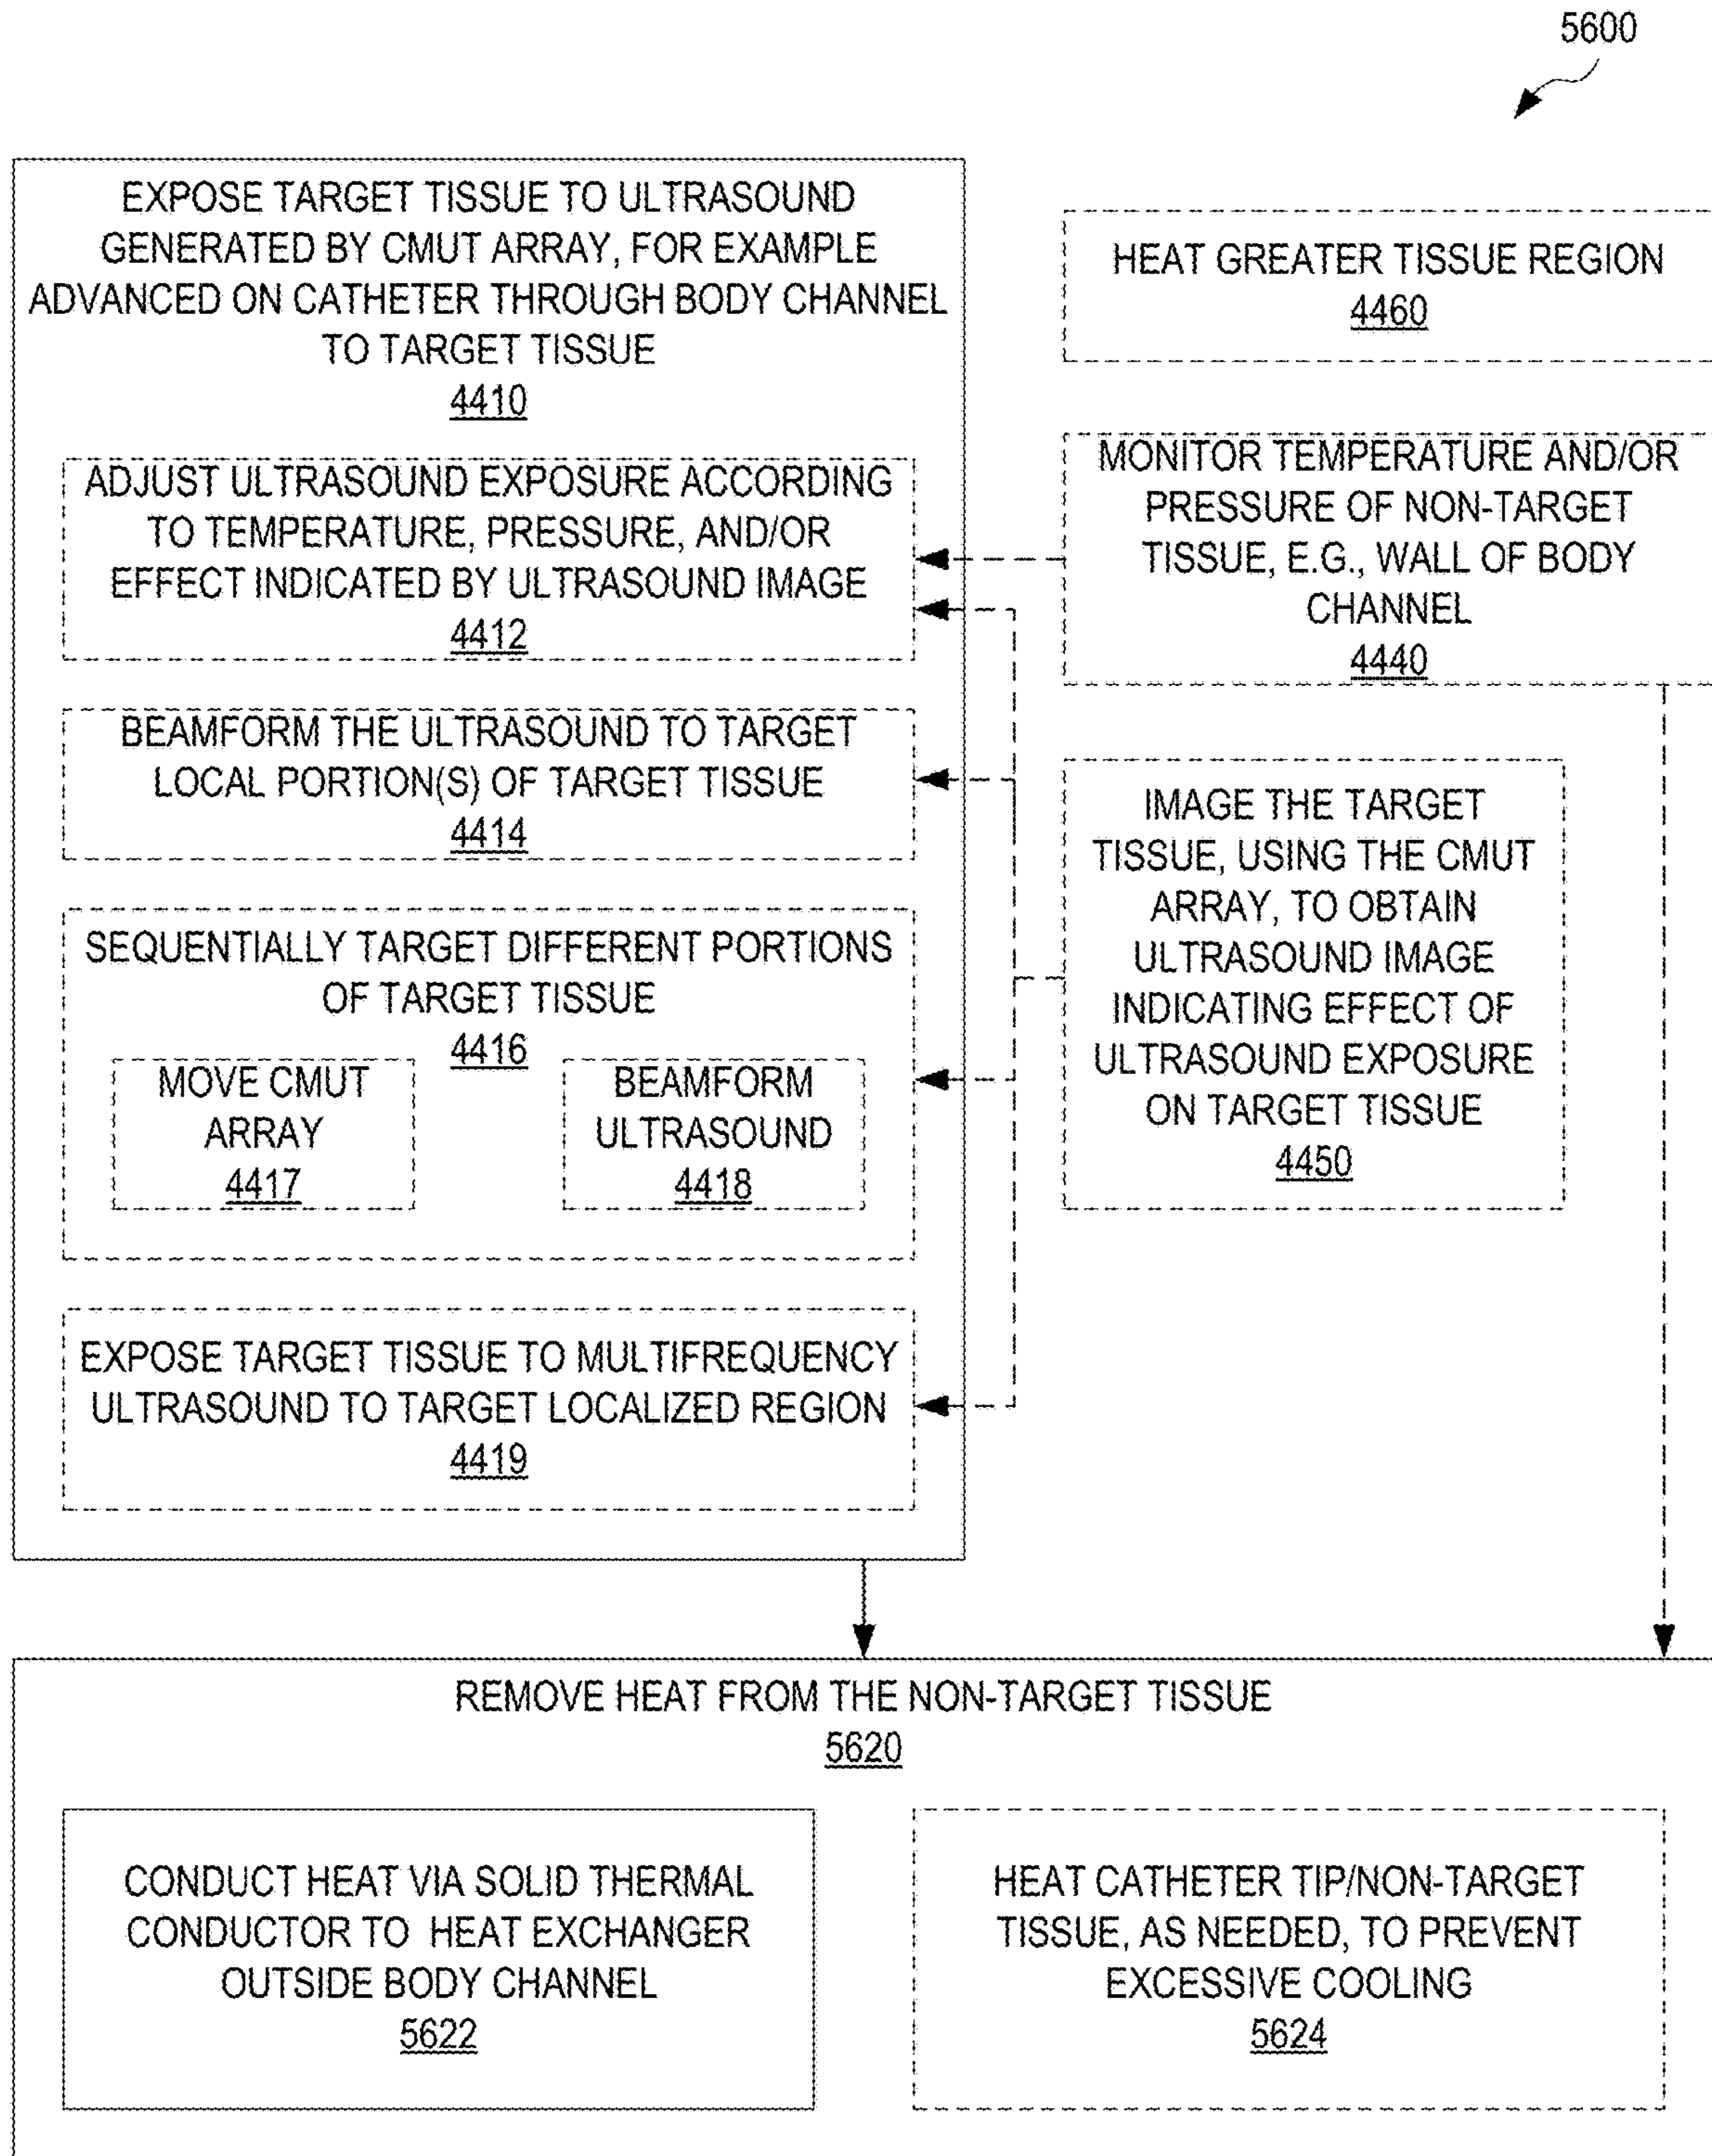 5600
EXPOSE TARGET TISSUE TO ULTRASOUND
GENERATED BY CMUT ARRAY, FOR EXAMPLE
ADVANCED ON CATHETER THROUGH BODY CHANNEL
TO TARGET TISSUE
4410
ADJUST ULTRASOUND EXPOSURE ACCORDING
TO TEMPERATURE, PRESSURE, AND/OR
EFFECT INDICATED BY ULTRASOUND IMAGE
4412
BEAMFORM THE ULTRASOUND TO TARGET
LOCAL PORTION(S) OF TARGET TISSUE
4414
SEQUENTIALLY TARGET DIFFERENT PORTIONS
OF TARGET TISSUE
4416
MOVE CMUT
ARRAY
4417
BEAMFORM
ULTRASOUND
4418
EXPOSE TARGET TISSUE TO MULTIFREQUENCY
ULTRASOUND TO TARGET LOCALIZED REGION
4419
HEAT GREATER TISSUE REGION
4460
MONITOR TEMPERATURE AND/OR
PRESSURE OF NON-TARGET
TISSUE, E.G., WALL OF BODY
CHANNEL
4440
IMAGE THE TARGET
TISSUE, USING THE CMUT
ARRAY, TO OBTAIN
ULTRASOUND IMAGE
INDICATING EFFECT OF
ULTRASOUND EXPOSURE
ON TARGET TISSUE
4450
REMOVE HEAT FROM THE NON-TARGET TISSUE
5620
CONDUCT HEAT VIA SOLID THERMAL
CONDUCTOR TO HEAT EXCHANGER
OUTSIDE BODY CHANNEL
5622
HEAT CATHETER TIP/NON-TARGET
TISSUE, AS NEEDED, TO PREVENT
EXCESSIVE COOLING
5624